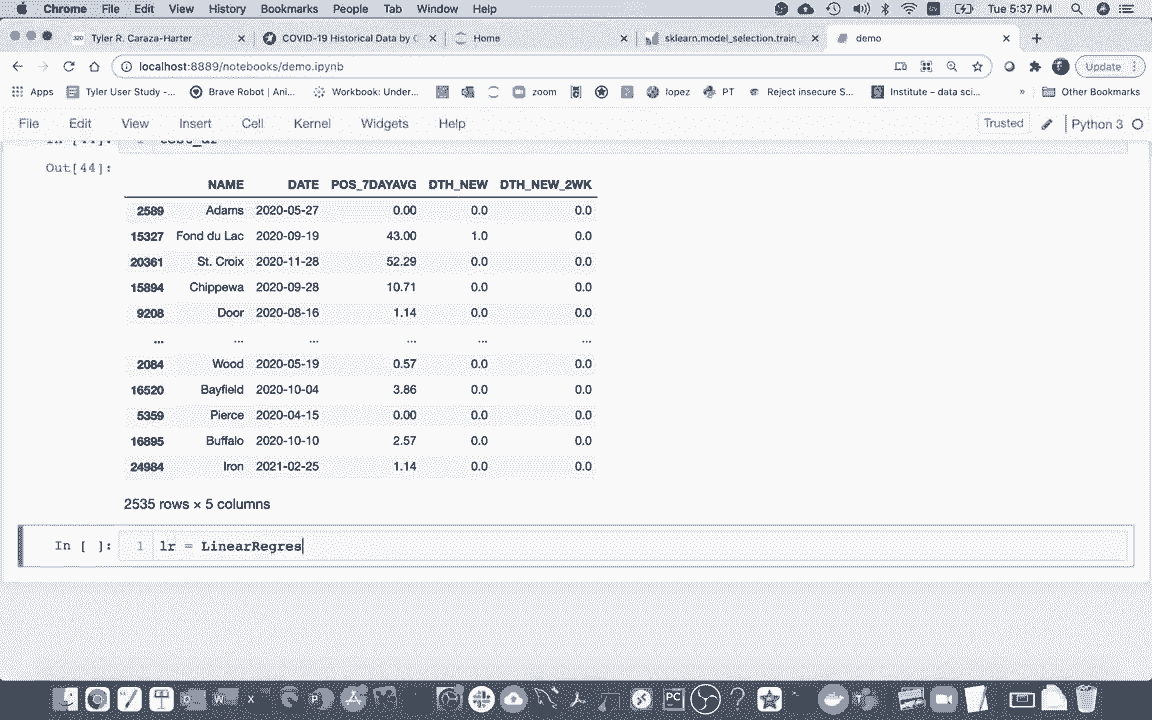 Chrome File Edit View History Bookmarks People Tab Window Help Tue 5:37 PM
Tyler R. Caraza-Harter COVID-19 Historical Data by Home sklearn.model_selection.train_ demo
localhost:8889/notebooks/demo.ipynb Update
Apps Tyler User Study -... Brave Robot | Ani... Workbook: Under... zoom lopez PT Reject insecure S... Institute – data sci... » Other Bookmarks
File Edit View Insert Cell Kernel Widgets Help Trusted Python 3
Out[44]:
NAME DATE POS_7DAYAVG DTH_NEW DTH_NEW_2WK
2589 Adams 2020-05-27 0.00 0.0 0.0
15327 Fond du Lac 2020-09-19 43.00 1.0 0.0
20361 St. Croix 2020-11-28 52.29 0.0 0.0
15894 Chippewa 2020-09-28 10.71 0.0 0.0
9208 Door 2020-08-16 1.14 0.0 0.0
... ... ... ... ... ...
2084 Wood 2020-05-19 0.57 0.0 0.0
16520 Bayfield 2020-10-04 3.86 0.0 0.0
5359 Pierce 2020-04-15 0.00 0.0 0.0
16895 Buffalo 2020-10-10 2.57 0.0 0.0
24984 Iron 2021-02-25 1.14 0.0 0.0
2535 rows × 5 columns
In [ ]: 1 lr = LinearRegres